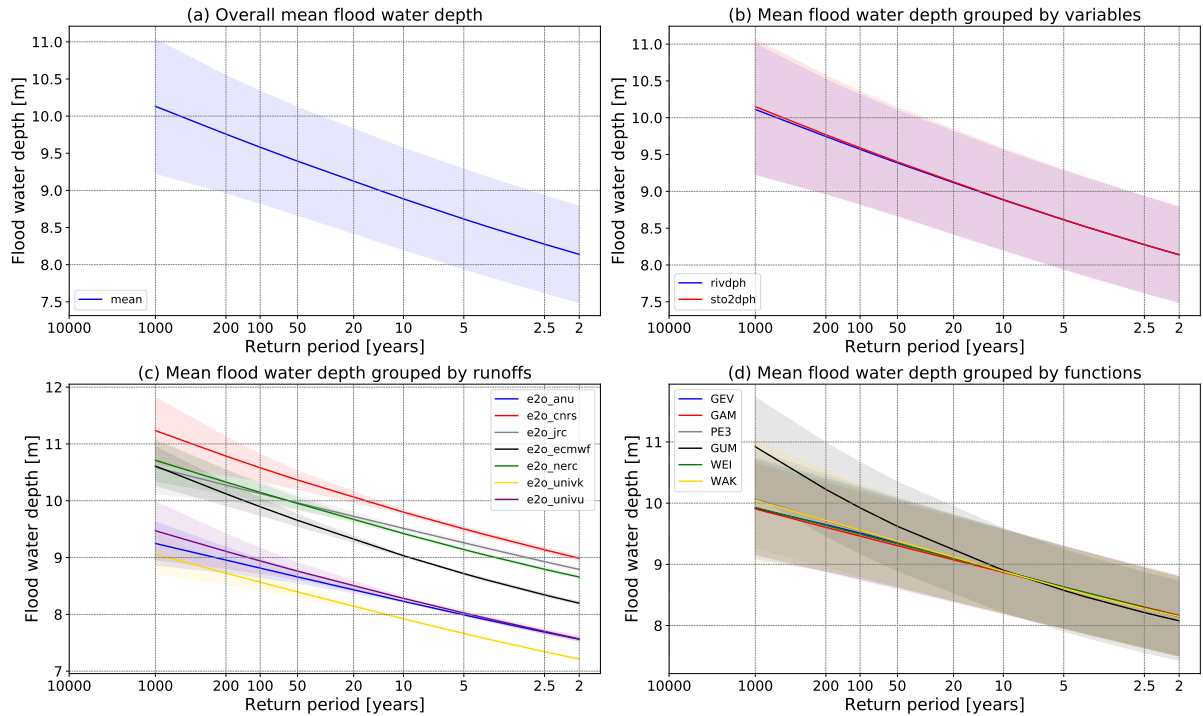 (a) Overall mean flood water depth
Flood water depth [m]
11.0
10.5
10.0
9.5
9.0
8.5
8.0
7.5
mean
10000 1000 200 100 50 20 10 5 2.5 2
Return period [years]
(b) Mean flood water depth grouped by variables
Flood water depth [m]
11.0
10.5
10.0
9.5
9.0
8.5
8.0
7.5
rivdph
sto2dph
10000 1000 200 100 50 20 10 5 2.5 2
Return period [years]
(c) Mean flood water depth grouped by runoffs
Flood water depth [m]
12
11
10
9
8
7
e2o_anu
e2o_cnrs
e2o_jrc
e2o_ecmwf
e2o_nerc
e2o_univk
e2o_univu
10000 1000 200 100 50 20 10 5 2.5 2
Return period [years]
(d) Mean flood water depth grouped by functions
Flood water depth [m]
11
10
9
8
GEV
GAM
PE3
GUM
WEI
WAK
10000 1000 200 100 50 20 10 5 2.5 2
Return period [years]